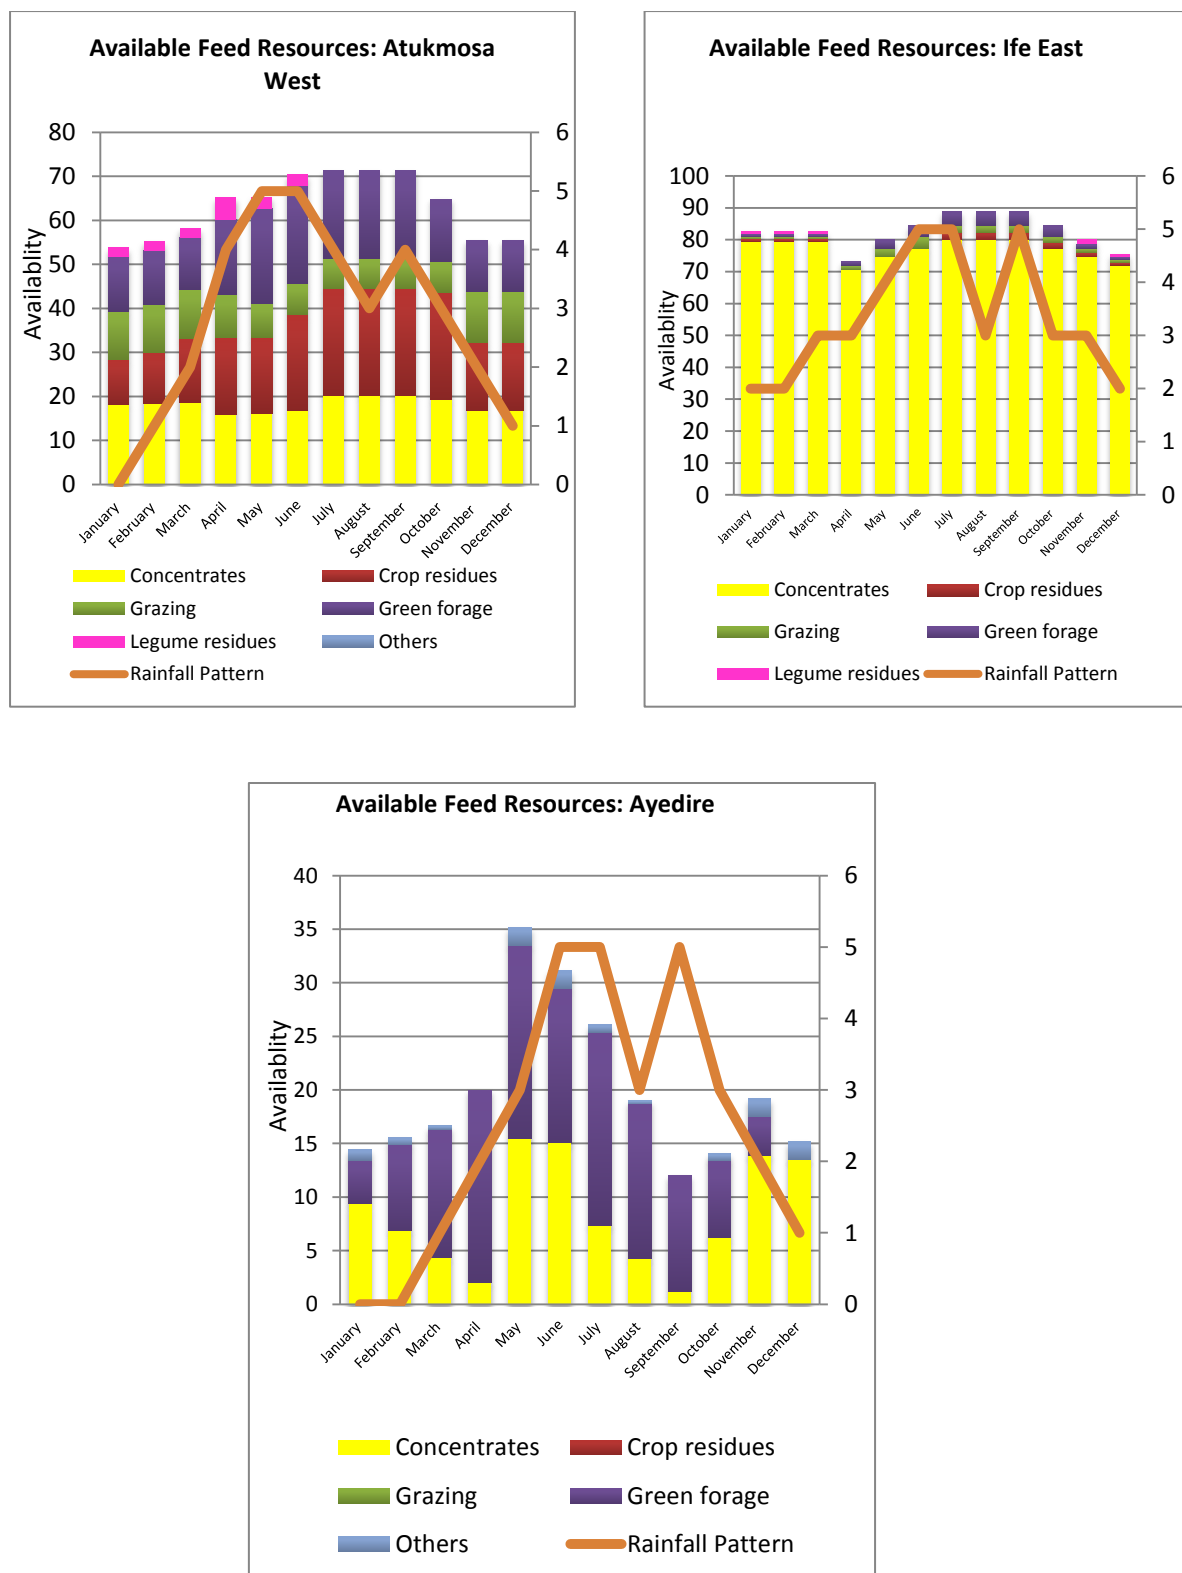 Available Feed Resources: Atukmosa
West
80
70
60
50
40
30
20
10
0
Availablity
6
5
4
3
2
1
0
January
February
March
April
May
June
July
August
September
October
November
December
Concentrates
Crop residues
Grazing
Green forage
Legume residues
Others
Rainfall Pattern
Available Feed Resources: Ife East
100
90
80
70
60
50
40
30
20
10
0
Availablity
6
5
4
3
2
1
0
January
February
March
April
May
June
July
August
September
October
November
December
Concentrates
Crop residues
Grazing
Green forage
Legume residues
Rainfall Pattern
Available Feed Resources: Ayedire
40
35
30
25
20
15
10
5
0
Availablity
6
5
4
3
2
1
0
January
February
March
April
May
June
July
August
September
October
November
December
Concentrates
Crop residues
Grazing
Green forage
Others
Rainfall Pattern